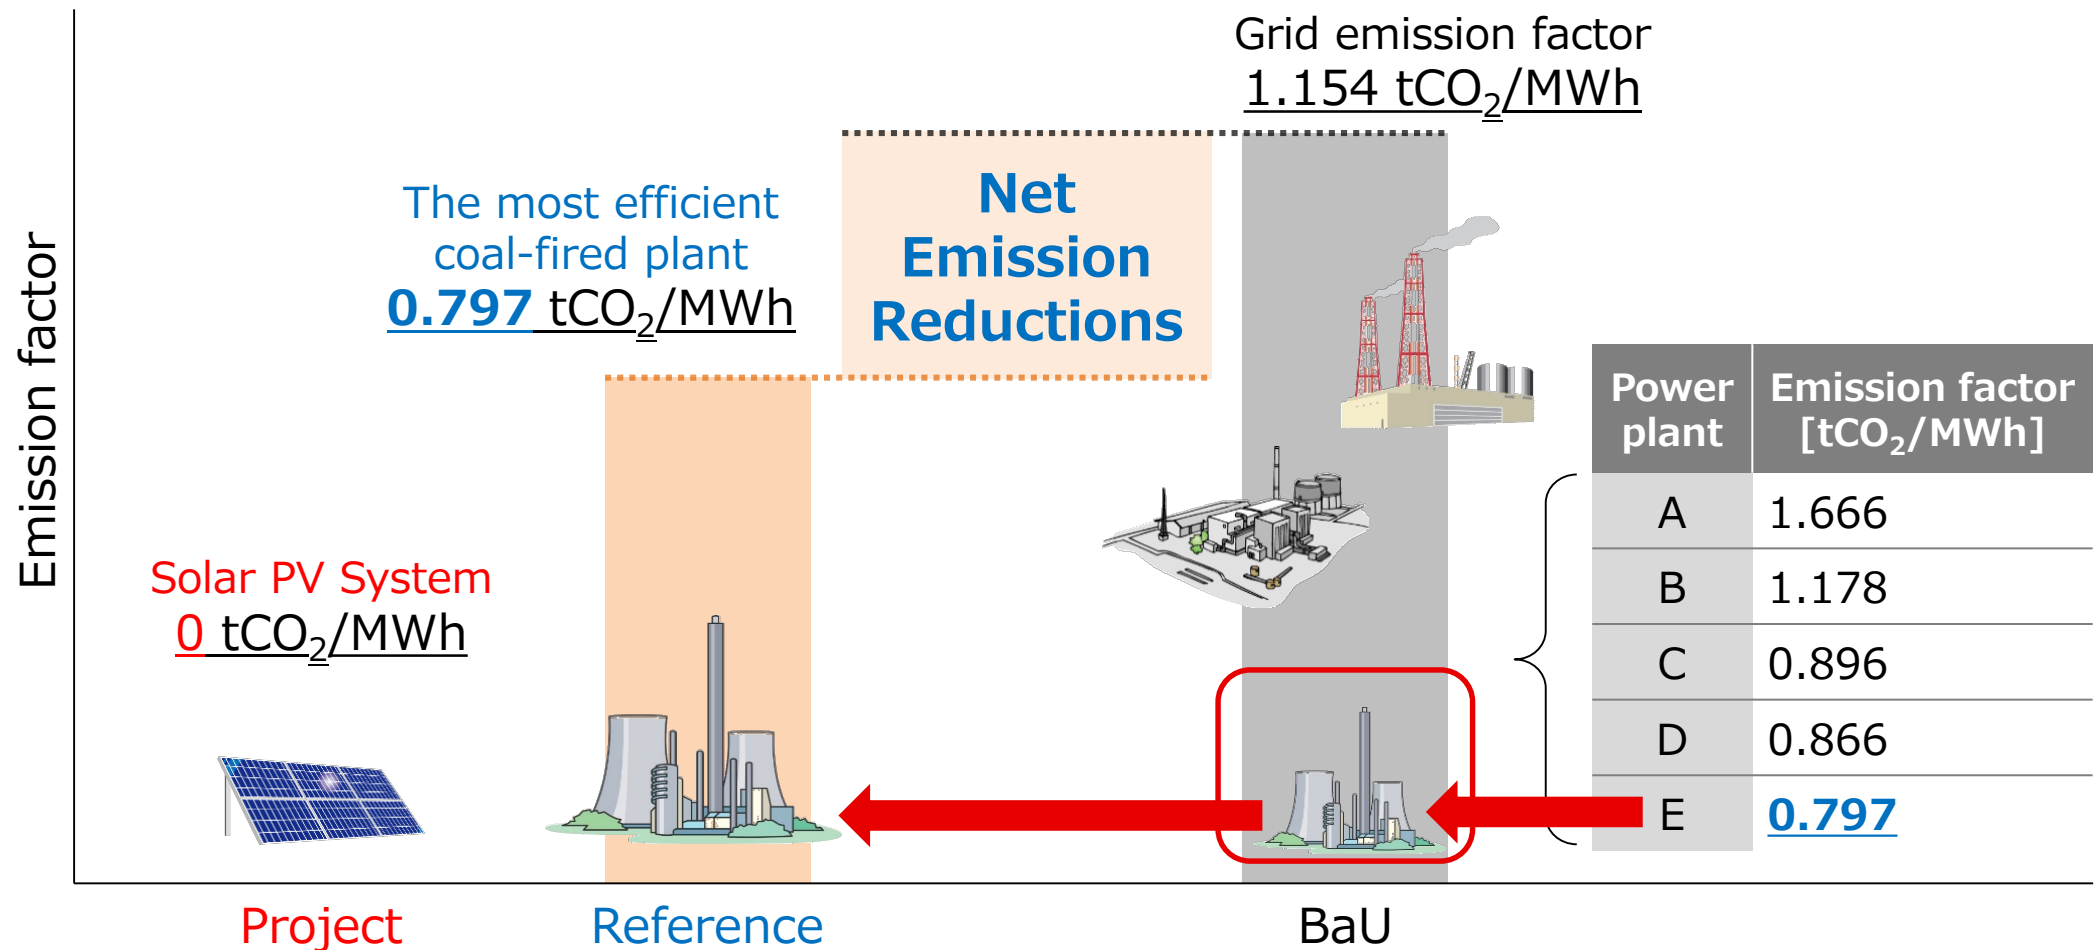 Grid emission factor
1.154 tCO₂/MWh
Net
Emission
Reductions
The most efficient
coal-fired plant
0.797 tCO₂/MWh
Emission factor
Solar PV System
0 tCO₂/MWh
Power plant Emission factor [tCO₂/MWh]
A 1.666
B 1.178
C 0.896
D 0.866
E 0.797
Project Reference BaU